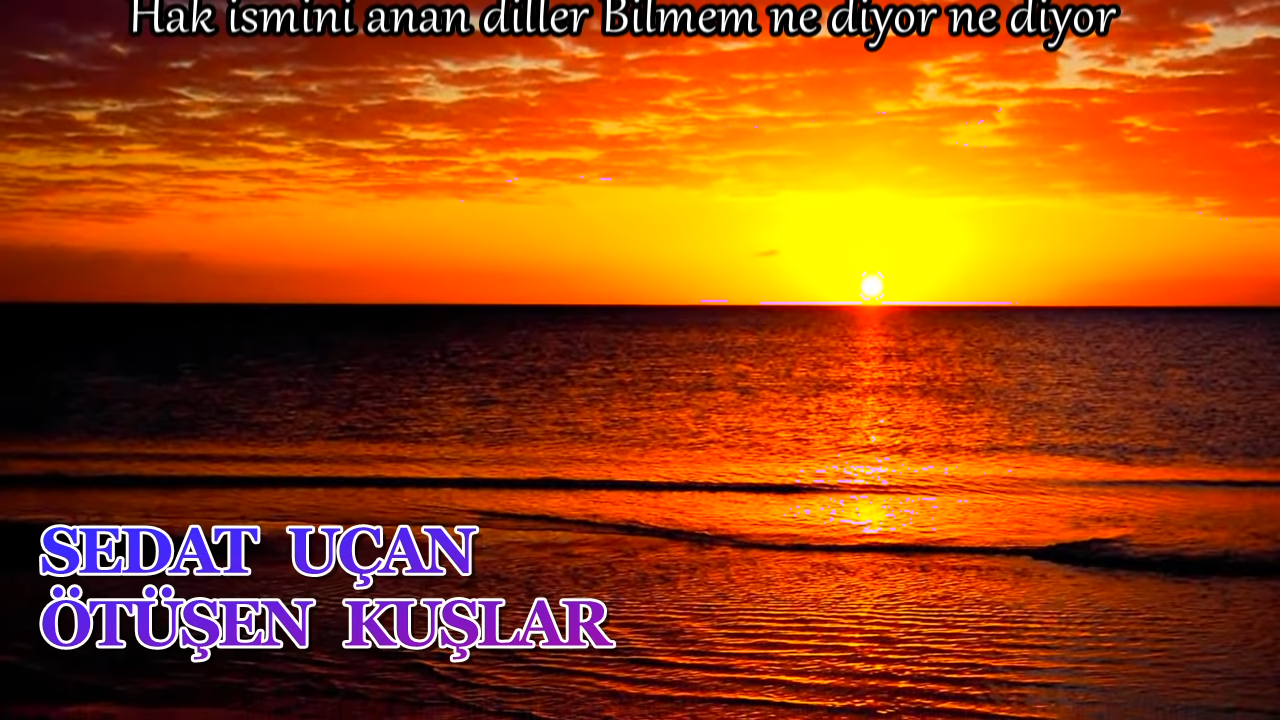 Hak ismini anan diller Bilmem ne diyor ne diyor
SEDAT UÇAN
ÖTÜŞEN KUŞLAR